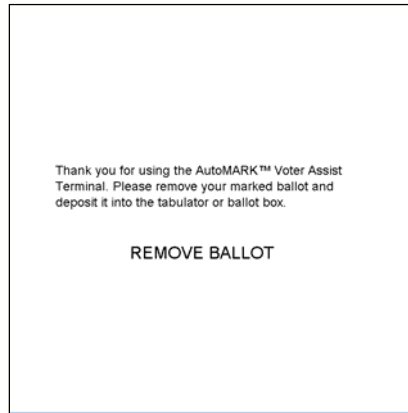 Thank you for using the AutoMARK™ Voter Assist
Terminal. Please remove your marked ballot and
deposit it into the tabulator or ballot box.
REMOVE BALLOT